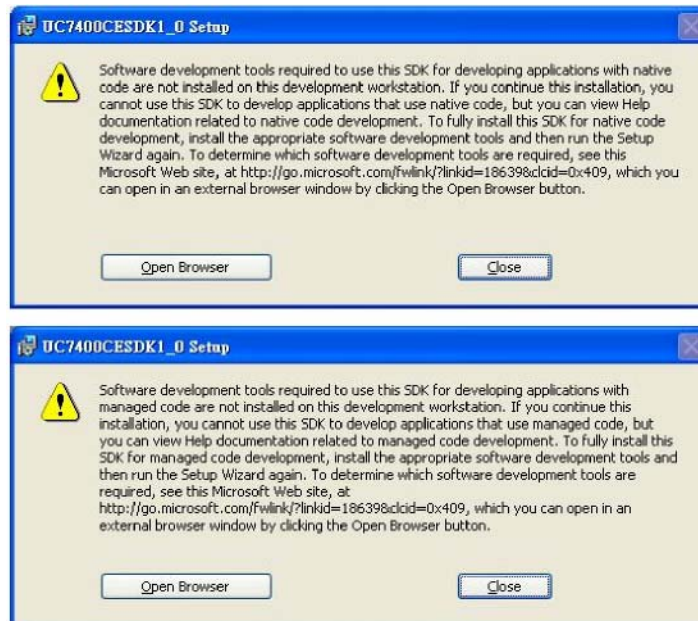 UC7400CESDK1_0 Setup
Software development tools required to use this SDK for developing applications with native
code are not installed on this development workstation. If you continue this installation, you
cannot use this SDK to develop applications that use native code, but you can view Help
documentation related to native code development. To fully install this SDK for native code
development, install the appropriate software development tools and then run the Setup
Wizard again. To determine which software development tools are required, see this
Microsoft Web site, at http://go.microsoft.com/fwlink/?linkid=18639&clcid=0x409, which you
can open in an external browser window by clicking the Open Browser button.
Open Browser
Close
UC7400CESDK1_0 Setup
Software development tools required to use this SDK for developing applications with
managed code are not installed on this development workstation. If you continue this
installation, you cannot use this SDK to develop applications that use managed code, but
you can view Help documentation related to managed code development. To fully install this
SDK for managed code development, install the appropriate software development tools and
then run the Setup Wizard again. To determine which software development tools are
required, see this Microsoft Web site, at
http://go.microsoft.com/fwlink/?linkid=18639&clcid=0x409, which you can open in an
external browser window by clicking the Open Browser button.
Open Browser
Close